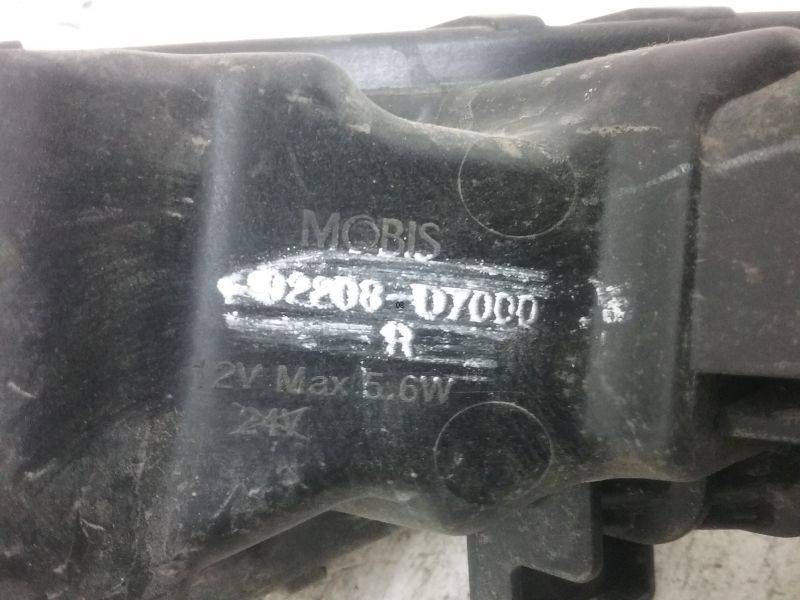 MOBIS
92208-D7000
R
12V Max 5.6W
24V